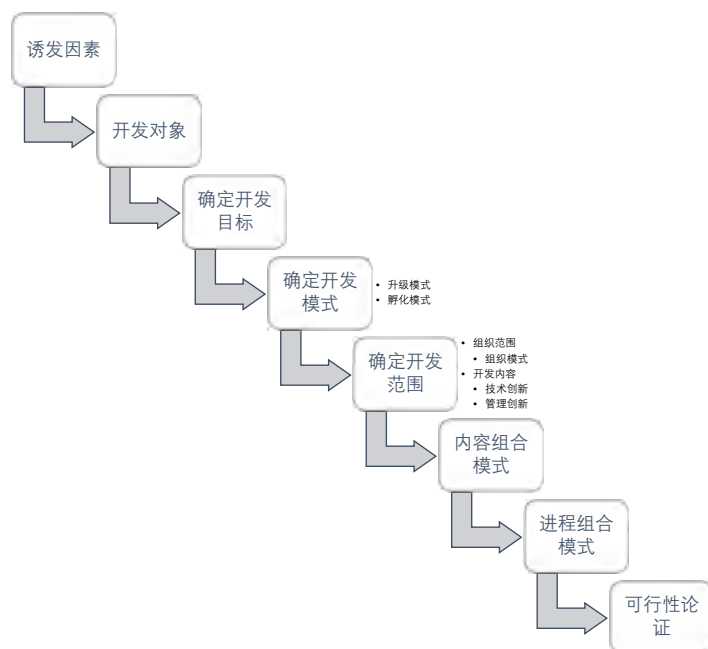 诱发因素
开发对象
确定开发
目标
确定开发
模式
• 升级模式
• 孵化模式
确定开发
范围
• 组织范围
• 组织模式
• 开发内容
• 技术创新
• 管理创新
内容组合
模式
进程组合
模式
可行性论
证